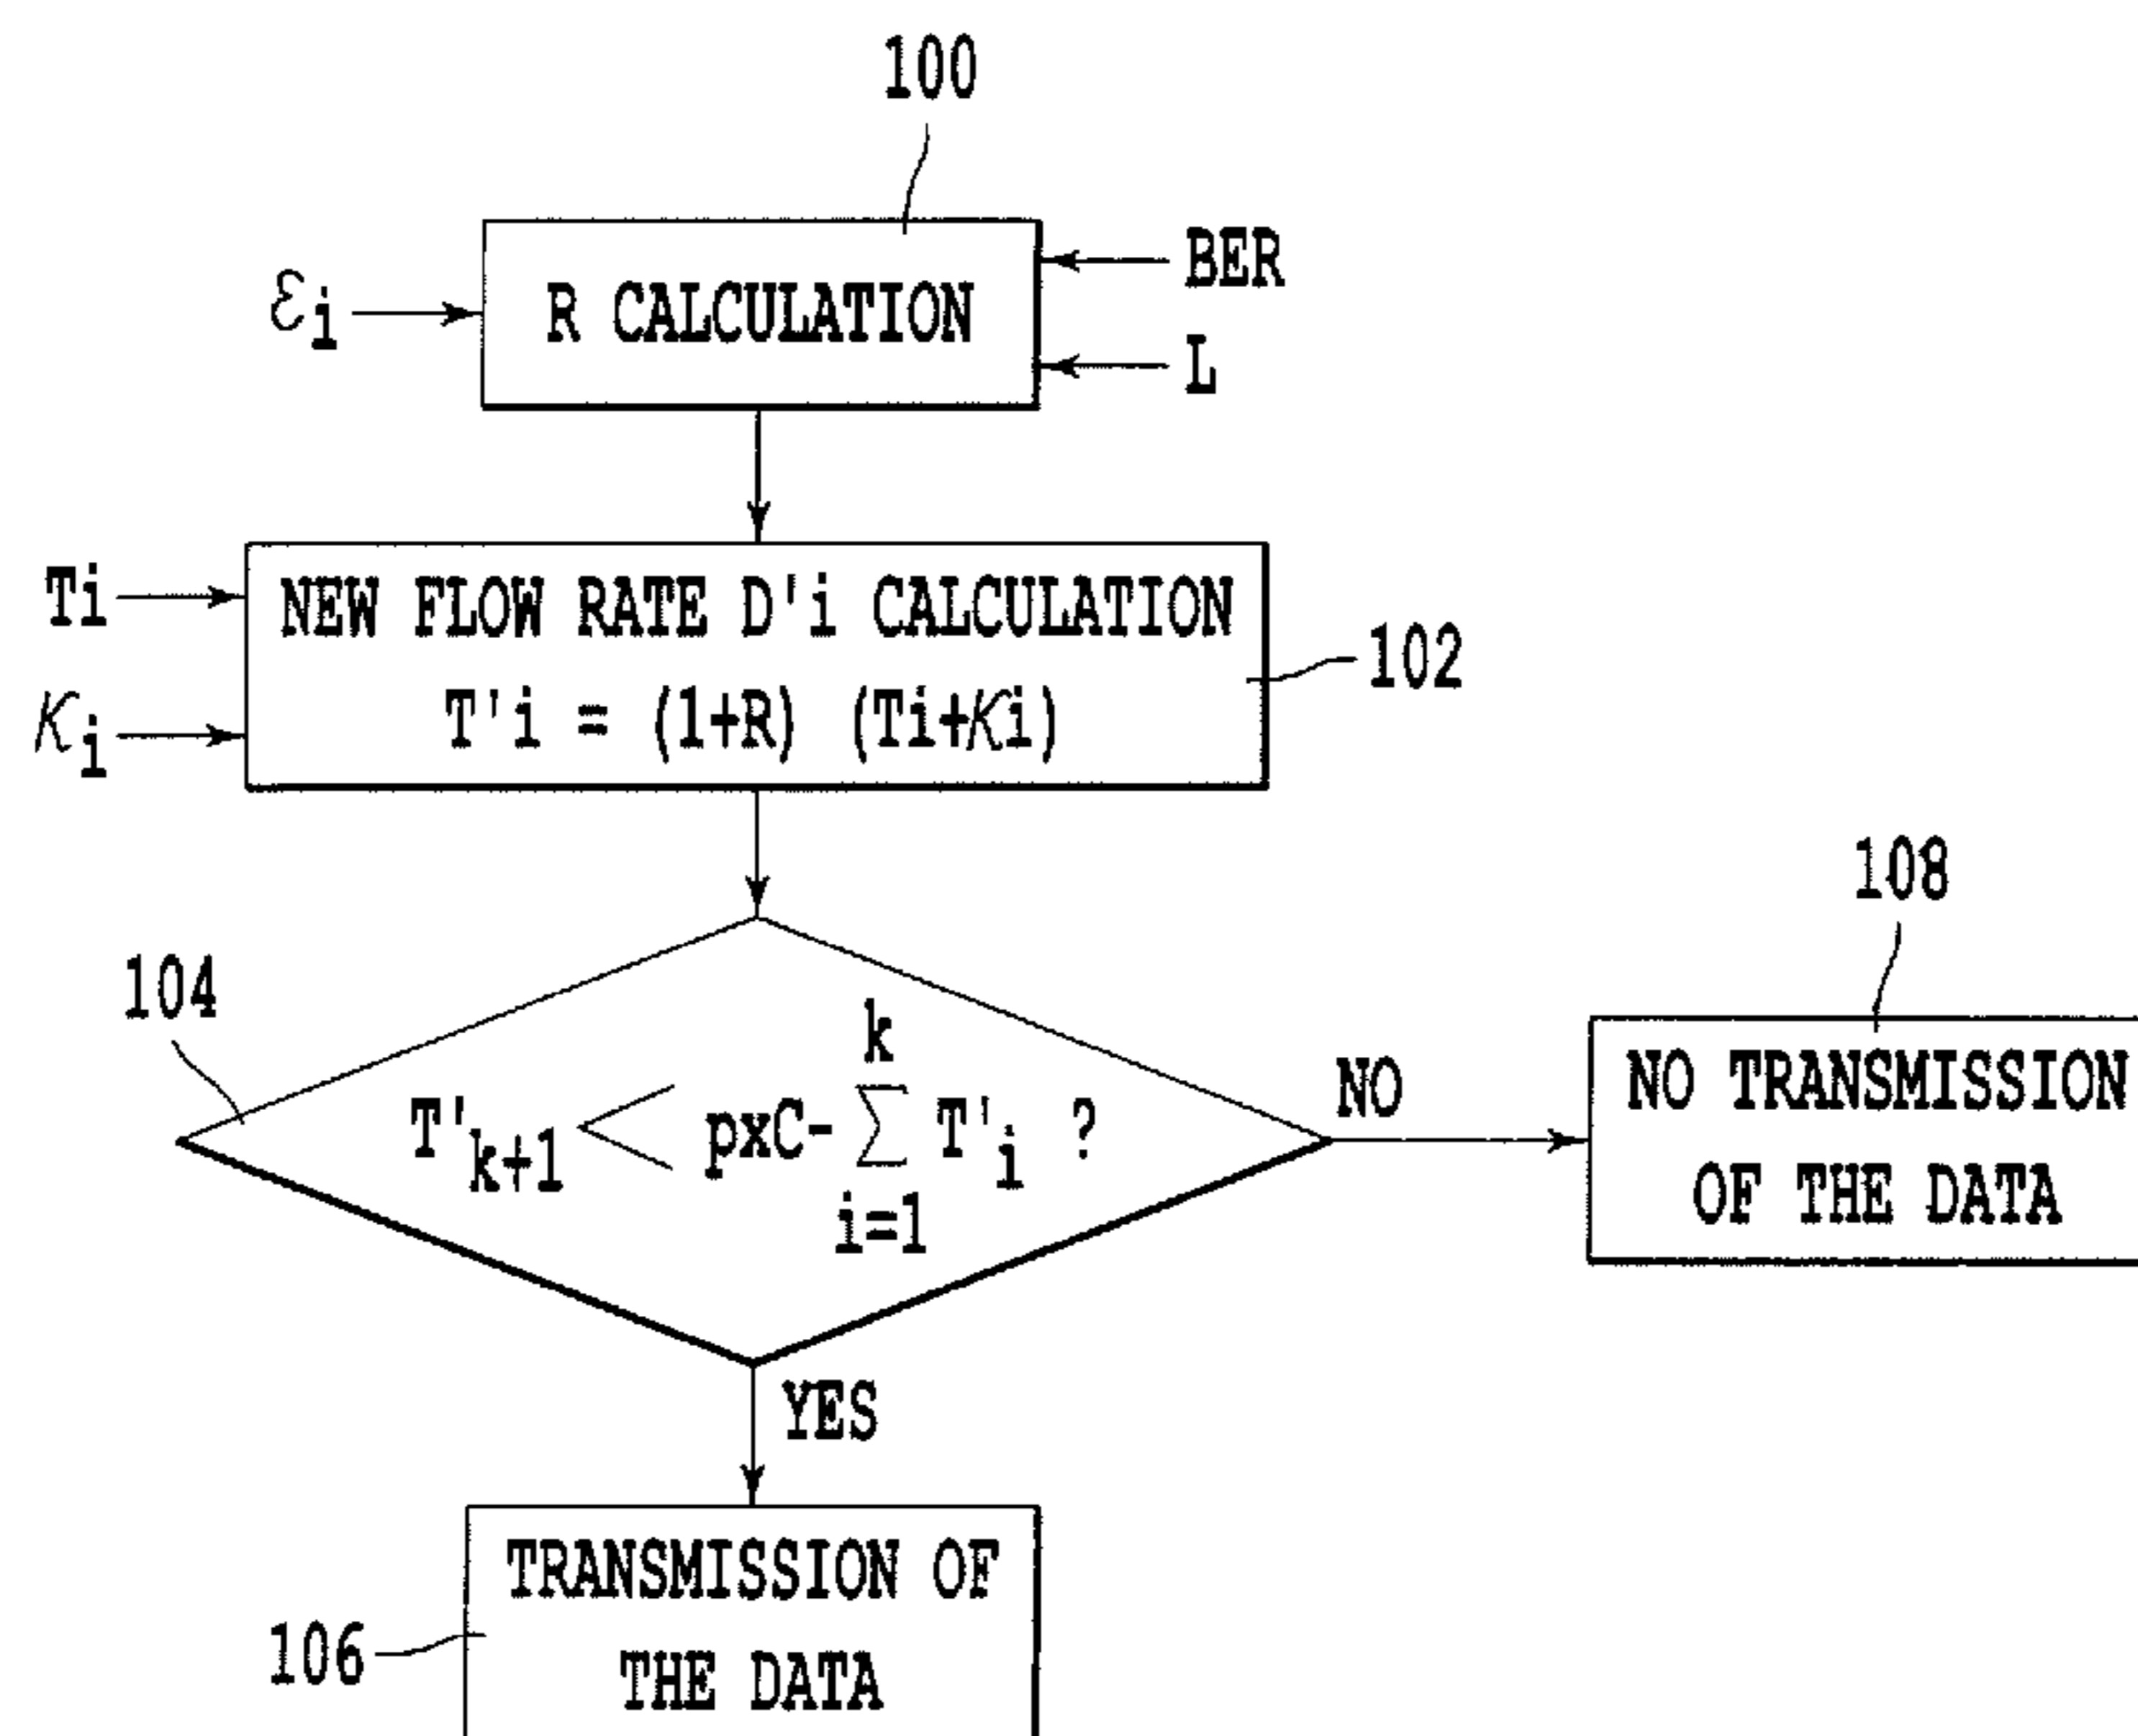 100
BER
εi
R CALCULATION
L
Ti
NEW FLOW RATE D'i CALCULATION
102
Ki
T'i = (1+R) (Ti+Ki)
108
104
T'k+1 < pxC- k∑i=1 T'i ?
NO
NO TRANSMISSION
OF THE DATA
YES
TRANSMISSION OF
106
THE DATA